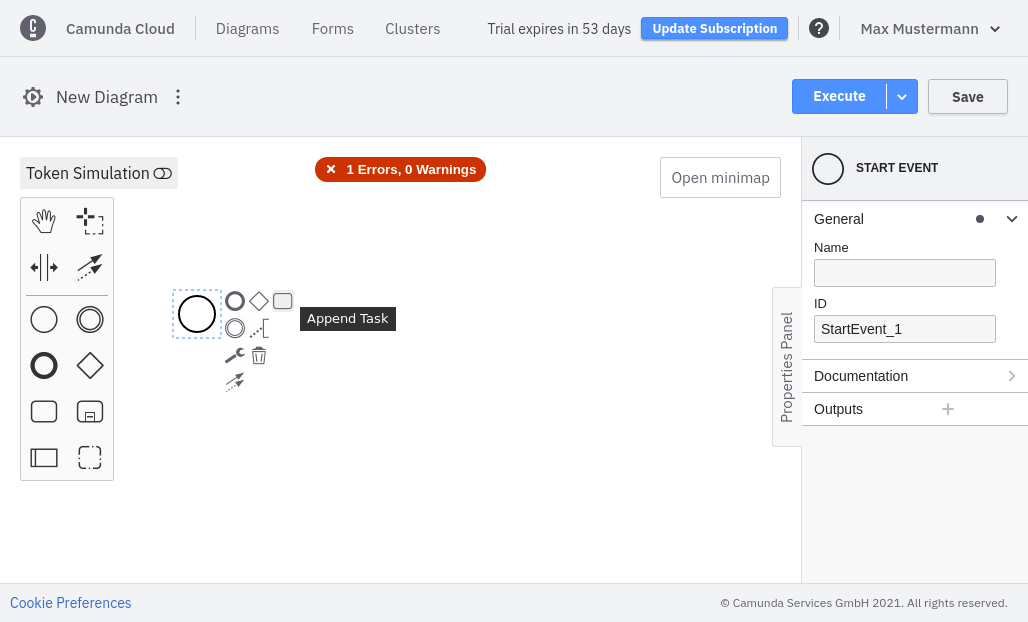 Camunda Cloud
Diagrams
Forms
Clusters
Trial expires in 53 days
Update Subscription
Max Mustermann
New Diagram
Execute
Save
Token Simulation
1 Errors, 0 Warnings
Open minimap
START EVENT
General
Name
ID
StartEvent_1
Append Task
Properties Panel
Documentation
Outputs
Cookie Preferences
© Camunda Services GmbH 2021. All rights reserved.